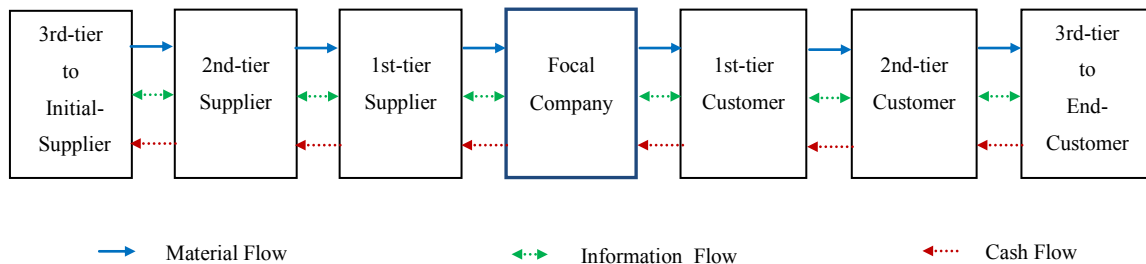 3rd-tier
to
Initial-
Supplier
2nd-tier
Supplier
1st-tier
Supplier
Focal
Company
1st-tier
Customer
2nd-tier
Customer
3rd-tier
to
End-
Customer
Material Flow
Information Flow
Cash Flow